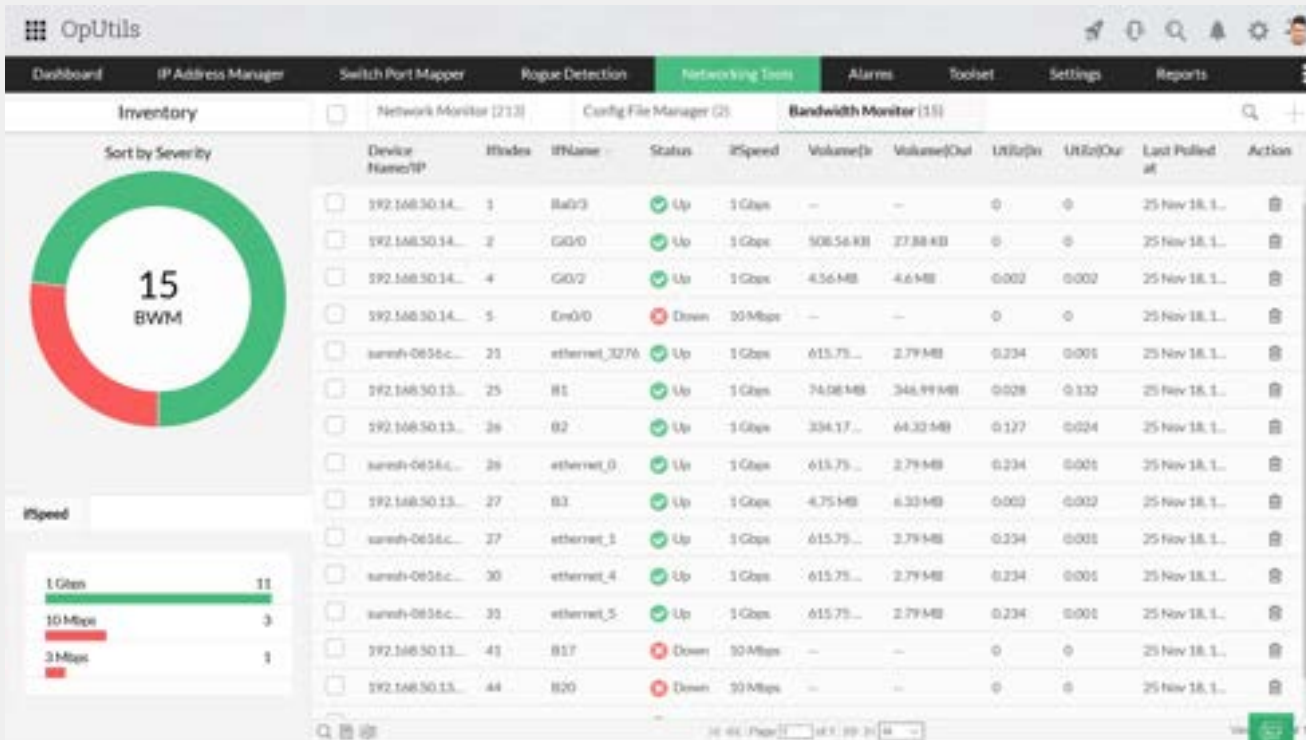 OpUtils
Dashboard IP Address Manager Switch Port Mapper Rogue Detection Networking Tools Alarms Toolset Settings Reports
Inventory Network Monitor (213) Config File Manager (2) Bandwidth Monitor (15)
Sort by Severity
Device Name/IP IfIndex IfName Status ifSpeed Volume(In Volume(Out Utiliz(In Utiliz(Our Last Polled at Action
192.168.50.14... 1 Ba0/3 Up 1 Gbps -- -- 0 0 25 Nov 18, 1...
192.168.50.14... 2 Gi0/0 Up 1 Gbps 508.56 KB 27.88 KB 0 0 25 Nov 18, 1...
192.168.50.14... 4 Gi0/2 Up 1 Gbps 4.56 MB 4.6 MB 0.002 0.002 25 Nov 18, 1...
192.168.50.14... 5 Em0/0 Down 10 Mbps -- -- 0 0 25 Nov 18, 1...
suresh-0656.c... 21 ethernet_3276 Up 1 Gbps 615.75... 2.79 MB 0.234 0.001 25 Nov 18, 1...
192.168.50.13... 25 B1 Up 1 Gbps 74.08 MB 346.99 MB 0.028 0.132 25 Nov 18, 1...
192.168.50.13... 26 B2 Up 1 Gbps 334.17... 64.32 MB 0.127 0.024 25 Nov 18, 1...
suresh-0656.c... 26 ethernet_0 Up 1 Gbps 615.75... 2.79 MB 0.234 0.001 25 Nov 18, 1...
192.168.50.13... 27 B3 Up 1 Gbps 4.75 MB 6.33 MB 0.002 0.002 25 Nov 18, 1...
suresh-0656.c... 27 ethernet_1 Up 1 Gbps 615.75... 2.79 MB 0.234 0.001 25 Nov 18, 1...
suresh-0656.c... 30 ethernet_4 Up 1 Gbps 615.75... 2.79 MB 0.234 0.001 25 Nov 18, 1...
suresh-0656.c... 31 ethernet_5 Up 1 Gbps 615.75... 2.79 MB 0.234 0.001 25 Nov 18, 1...
192.168.50.13... 41 B17 Down 10 Mbps -- -- 0 0 25 Nov 18, 1...
192.168.50.13... 44 B20 Down 10 Mbps -- -- 0 0 25 Nov 18, 1...
15
BWM
ifSpeed
1 Gbps 11
10 Mbps 3
3 Mbps 1
Page 1 of 1